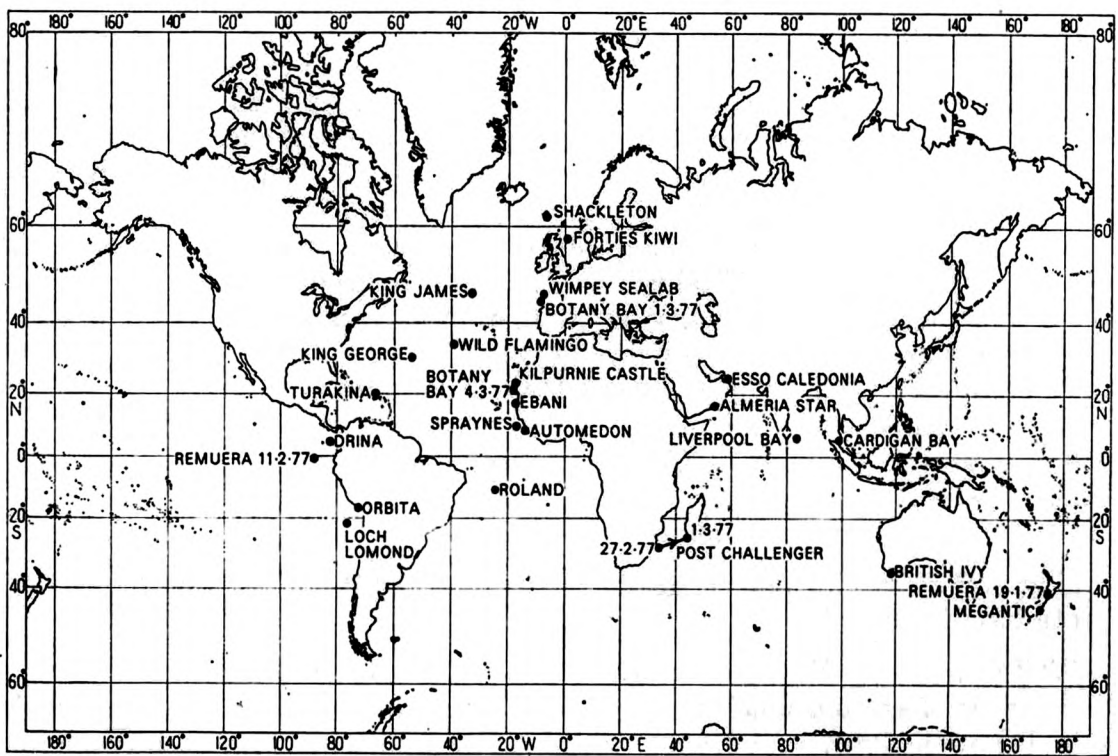 180° 160° 140° 120° 100° 80° 60° 40° 20° W 0° 20° E 40° 60° 80° 100° 120° 140° 160° 180°
80° 80°
SHACKLETON
60° 60°
FORTIES KIWI
KING JAMES WIMPEY SEALAB
BOTANY BAY 1·3·77
40° 40°
WILD FLAMINGO
KING GEORGE
KILPURNIE CASTLE
BOTANY
BAY 4·3·77
ESSO CALEDONIA
20° TURAKINA 20°
N N
EBANI ALMERIA STAR
SPRAYNES AUTOMEDON
DRINA LIVERPOOL BAY CARDIGAN BAY
0° REMUERA 11·2·77 0°
ROLAND
ORBITA
20° 20°
S S
LOCH
LOMOND
1·3·77
27·2·77 POST CHALLENGER
BRITISH IVY
40° REMUERA 19·1·77 40°
MEGANTIC
60° 60°
180° 160° 140° 120° 100° 80° 60° 40° 20° W 0° 20° E 40° 60° 80° 100° 120° 140° 160° 180°